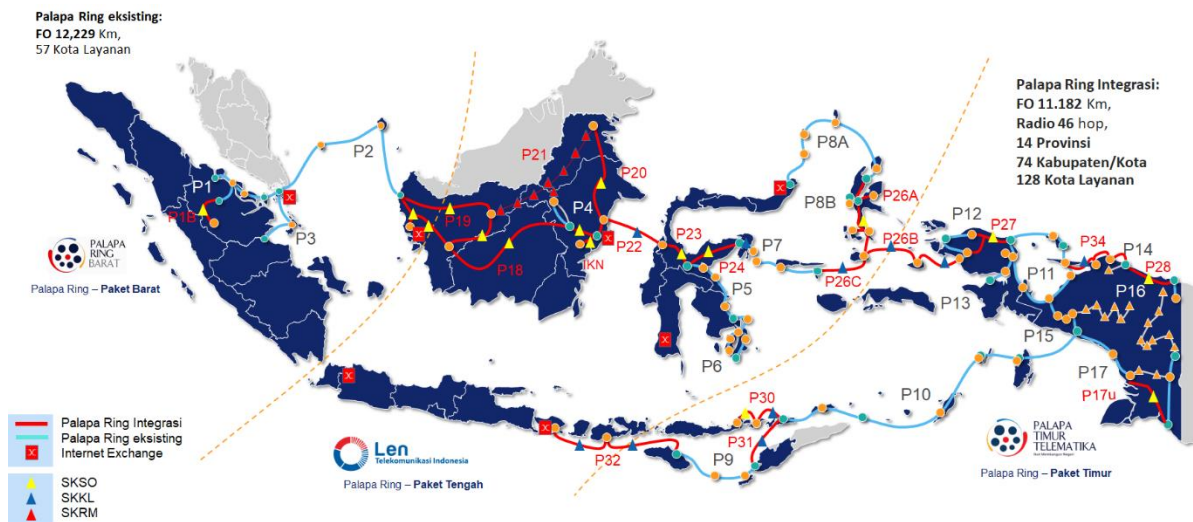 Palapa Ring eksisting:
FO 12,229 Km,
57 Kota Layanan
Palapa Ring Integrasi:
FO 11.182 Km,
Radio 46 hop,
14 Provinsi
74 Kabupaten/Kota
128 Kota Layanan
P2
P1
P1B
P3
P21
P20
P19
P4
P18
P22
IKN
P8A
P8B
P26A
P23
P7
P24
P5
P6
P26B
P26C
P12
P27
P13
P11
P34
P14
P28
P16
P15
P17
P17u
P10
P30
P31
P9
P32
PALAPA
RING
BARAT
Palapa Ring – Paket Barat
Len
Telekomunikasi Indonesia
Palapa Ring – Paket Tengah
PALAPA
TIMUR
TELEMATIKA
Palapa Ring – Paket Timur
Palapa Ring Integrasi
Palapa Ring eksisting
Internet Exchange
SKSO
SKKL
SKRM